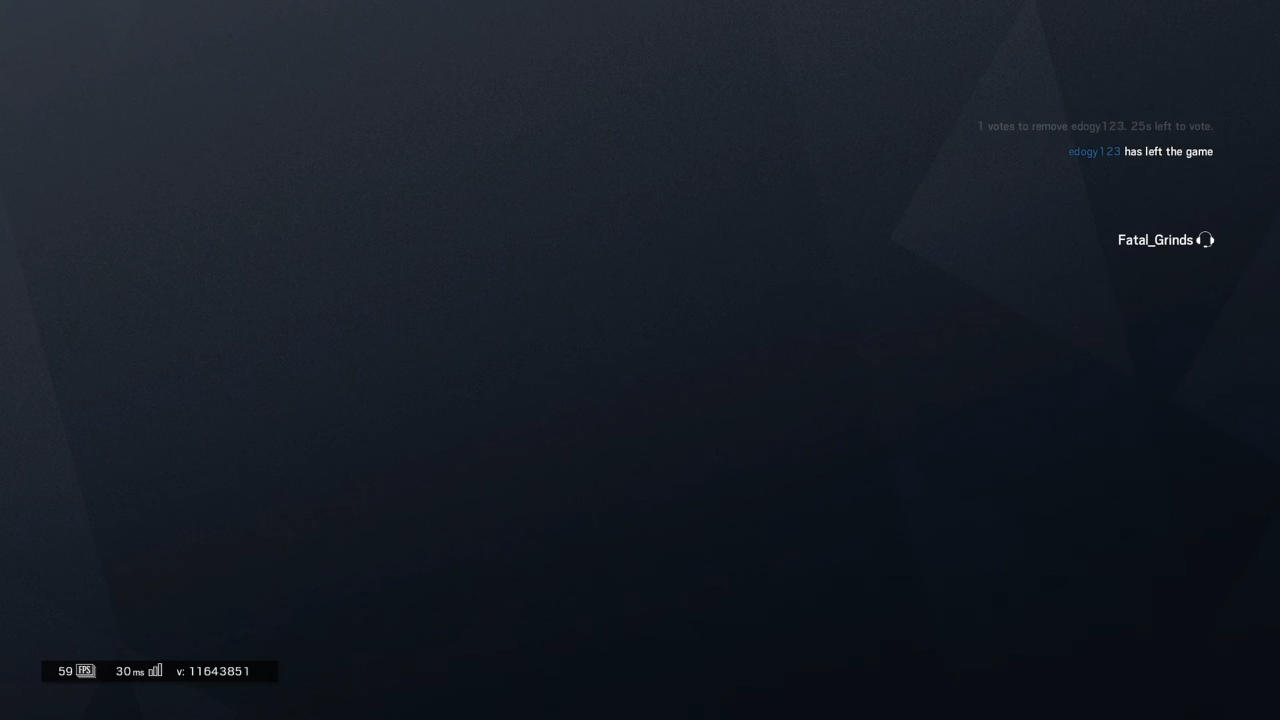 1 votes to remove edogy123. 25s left to vote.
edogy123 has left the game
Fatal_Grinds
59 FPS 30 ms v: 11643851